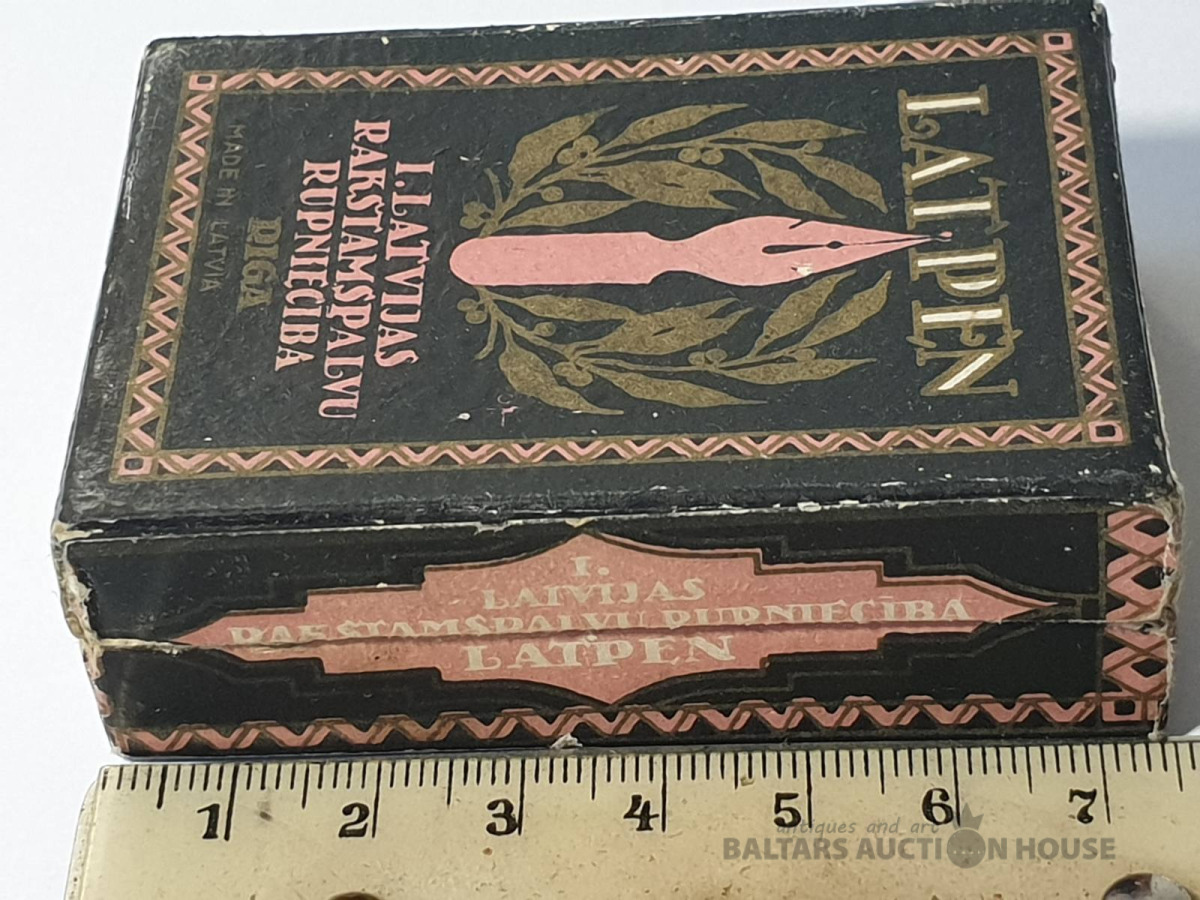 LATPEN
I. LATVIJAS
RAKSTAMSPALVU
RUPNIECIBA
RIGA
MADE IN LATVIA
I.
LATVIJAS
RAKSTAMSPALVU RUPNIECĪBA
LATPEN
1 2 3 4 5 6 7
antiques and art
BALTARS AUCTION HOUSE